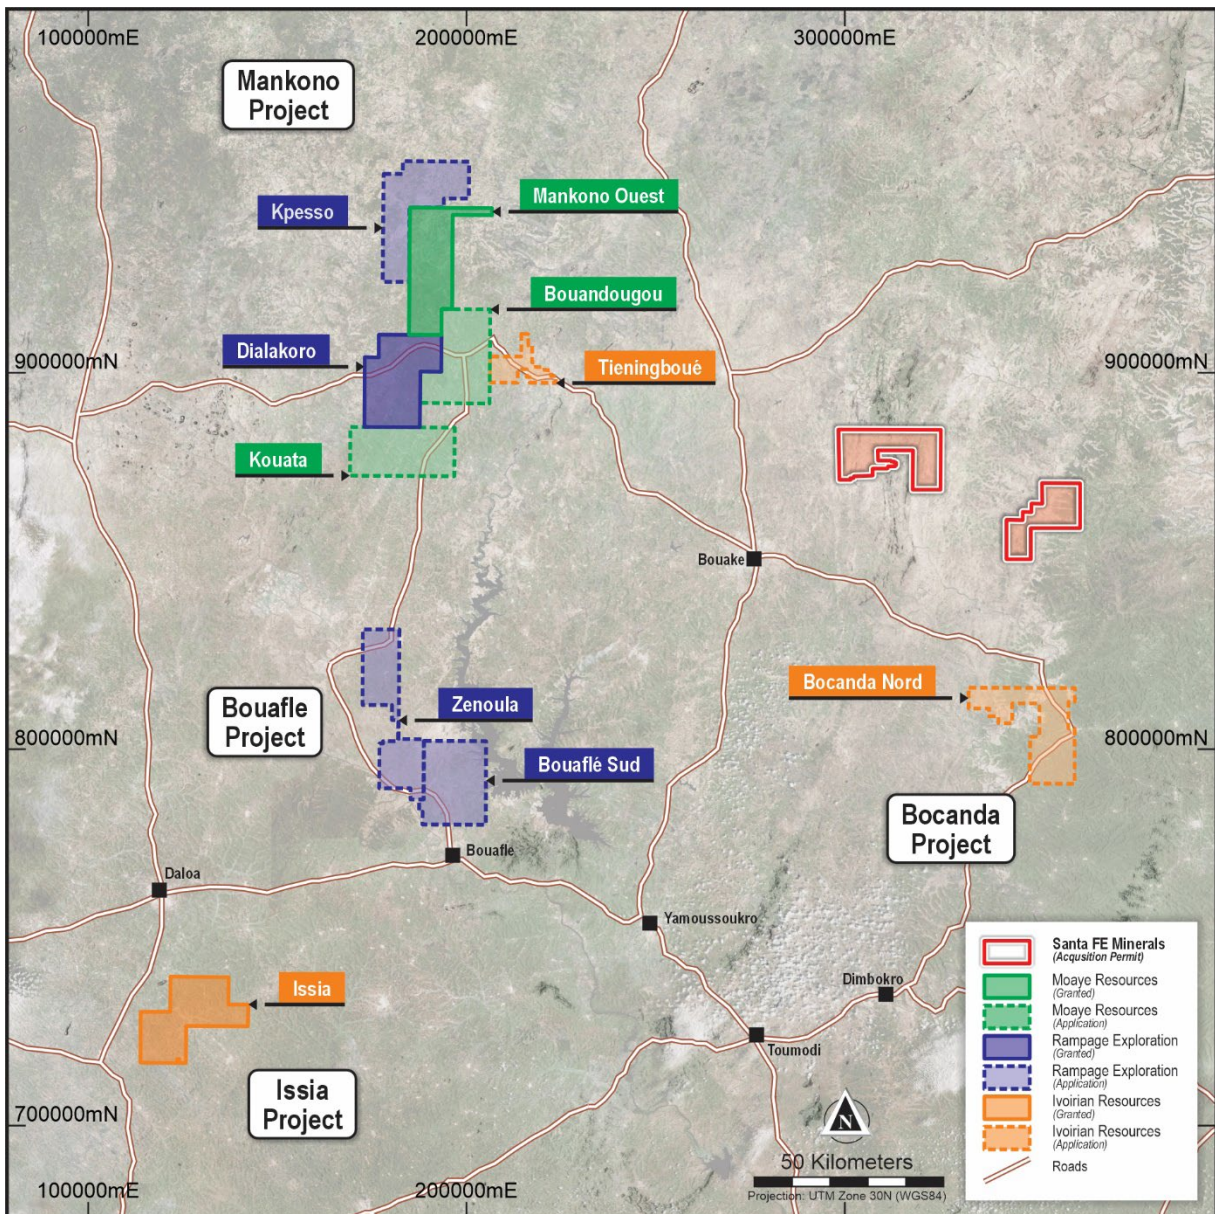 100000mE
200000mE
300000mE
Mankono
Project
Kpesso
Mankono Ouest
Bouandougou
Dialakoro
Tieningboué
900000mN
900000mN
Kouata
Bouake
Bocanda Nord
Bouafle
Project
Zenoula
800000mN
800000mN
Bouaflé Sud
Bocanda
Project
Bouafle
Daloa
Yamoussoukro
Dimbokro
Issia
Toumodi
Issia
Project
700000mN
N
50 Kilometers
Projection: UTM Zone 30N (WGS84)
100000mE
200000mE
Santa FE Minerals
(Acqusition Permit)
Moaye Resources
(Granted)
Moaye Resources
(Application)
Rampage Exploration
(Granted)
Rampage Exploration
(Application)
Ivoirian Resources
(Granted)
Ivoirian Resources
(Application)
Roads